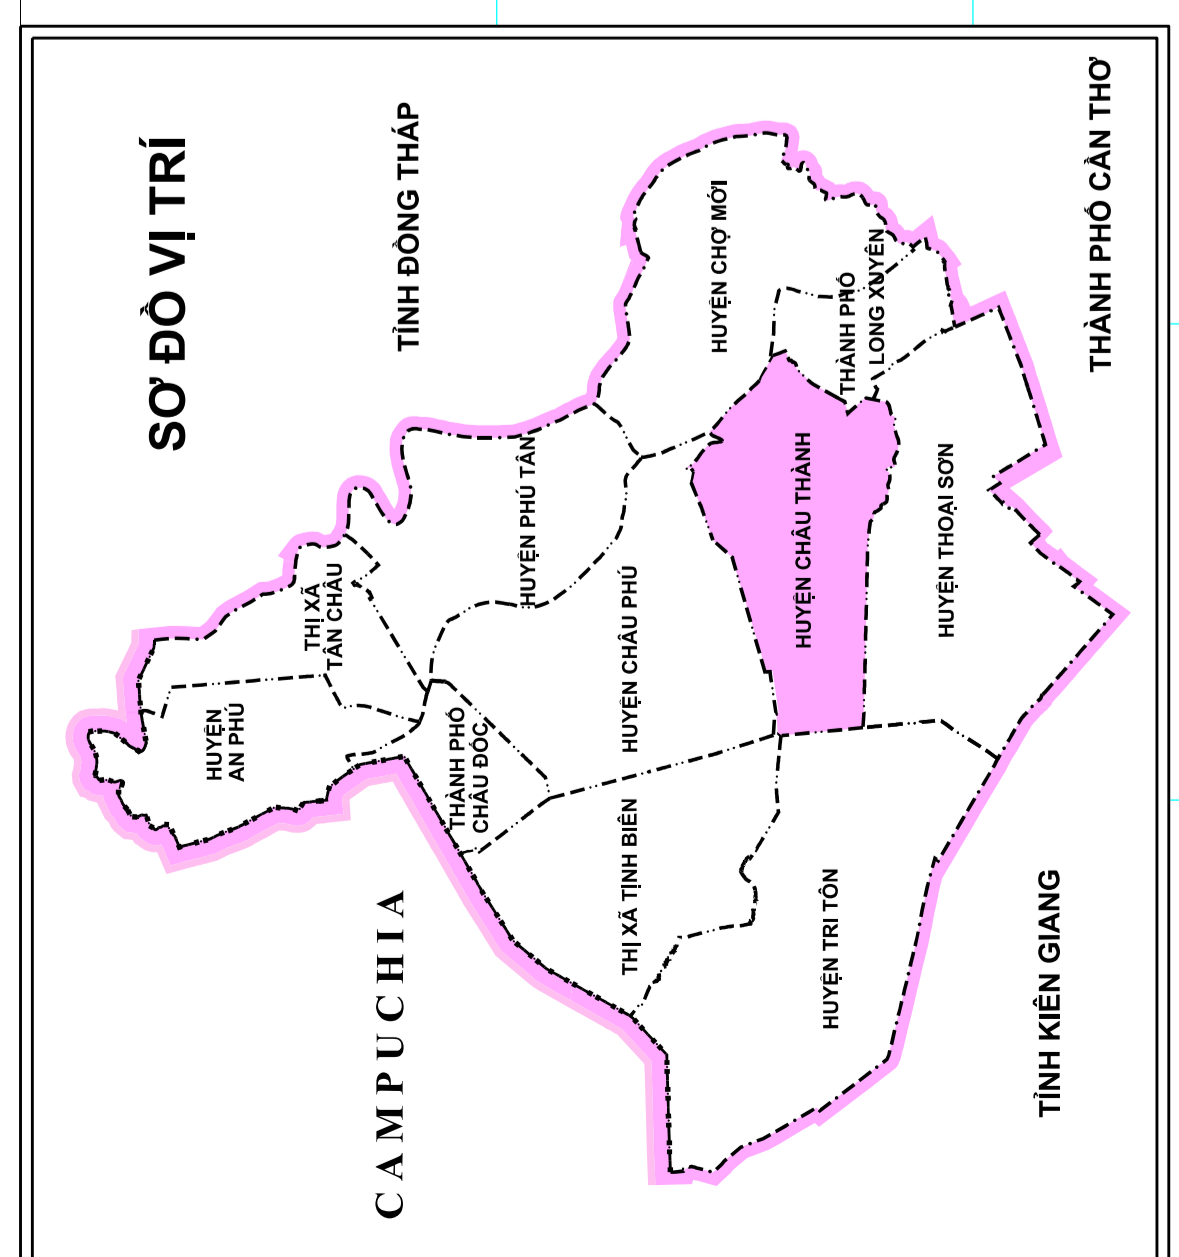 SƠ ĐỒ VỊ TRÍ
TỈNH ĐỒNG THÁP
THÀNH PHỐ CẦN THƠ
HUYỆN CHỢ MỚI
THÀNH PHỐ
LONG XUYÊN
HUYỆN PHÚ TÂN
HUYỆN CHÂU THÀNH
HUYỆN THOẠI SƠN
THỊ XÃ
TÂN CHÂU
HUYỆN CHÂU PHÚ
HUYỆN
AN PHÚ
THÀNH PHỐ
CHÂU ĐỐC
THỊ XÃ TỊNH BIÊN
HUYỆN TRI TÔN
CAMPUCHIA
TỈNH KIÊN GIANG